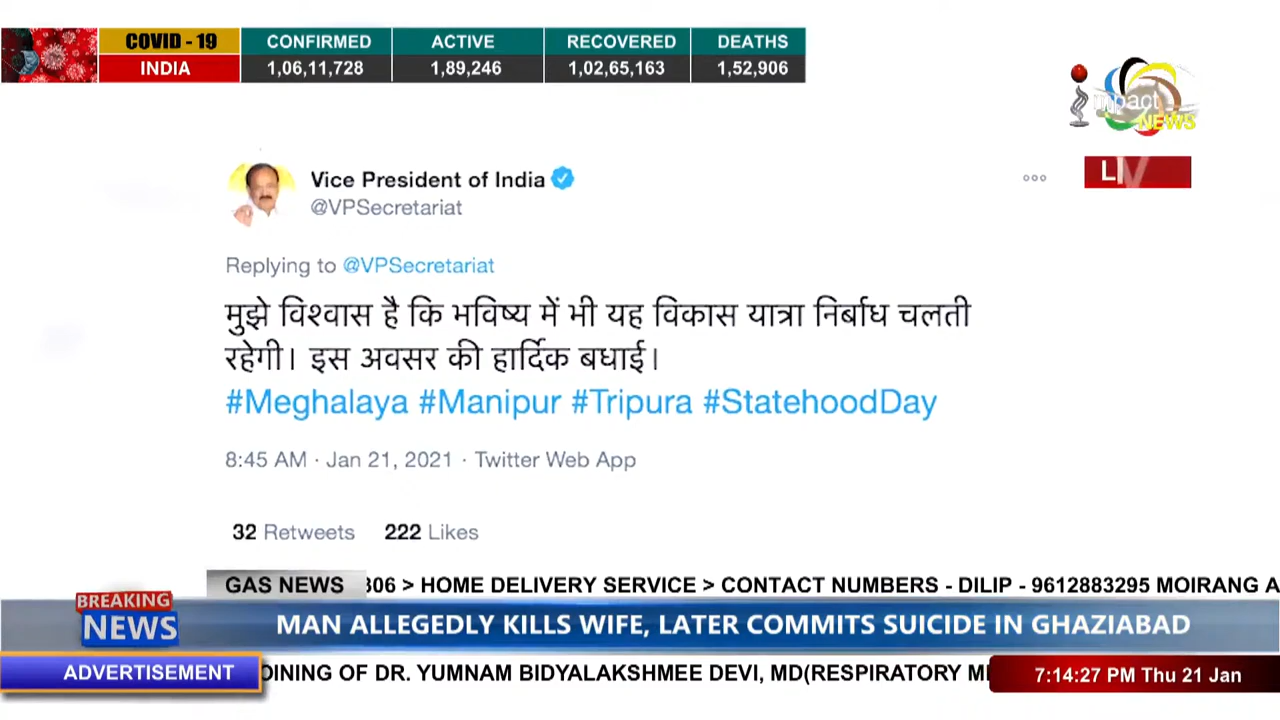 COVID - 19 CONFIRMED ACTIVE RECOVERED DEATHS
INDIA 1,06,11,728 1,89,246 1,02,65,163 1,52,906
impact
NEWS
LIV
Vice President of India
@VPSecretariat
Replying to @VPSecretariat
मुझे विश्वास है कि भविष्य में भी यह विकास यात्रा निर्बाध चलती
रहेगी। इस अवसर की हार्दिक बधाई।
#Meghalaya #Manipur #Tripura #StatehoodDay
8:45 AM · Jan 21, 2021 · Twitter Web App
32 Retweets 222 Likes
GAS NEWS 306 > HOME DELIVERY SERVICE > CONTACT NUMBERS - DILIP - 9612883295 MOIRANG A
BREAKING
NEWS
MAN ALLEGEDLY KILLS WIFE, LATER COMMITS SUICIDE IN GHAZIABAD
ADVERTISEMENT OINING OF DR. YUMNAM BIDYALAKSHMEE DEVI, MD(RESPIRATORY M 7:14:27 PM Thu 21 Jan